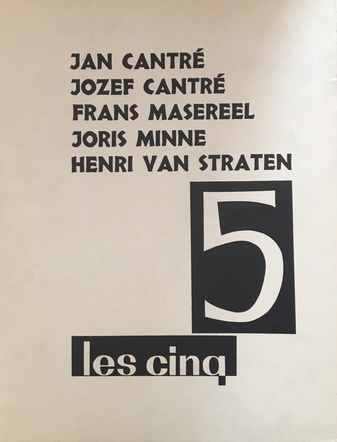 JAN CANTRÉ
JOZEF CANTRÉ
FRANS MASEREEL
JORIS MINNE
HENRI VAN STRATEN
5
les cinq